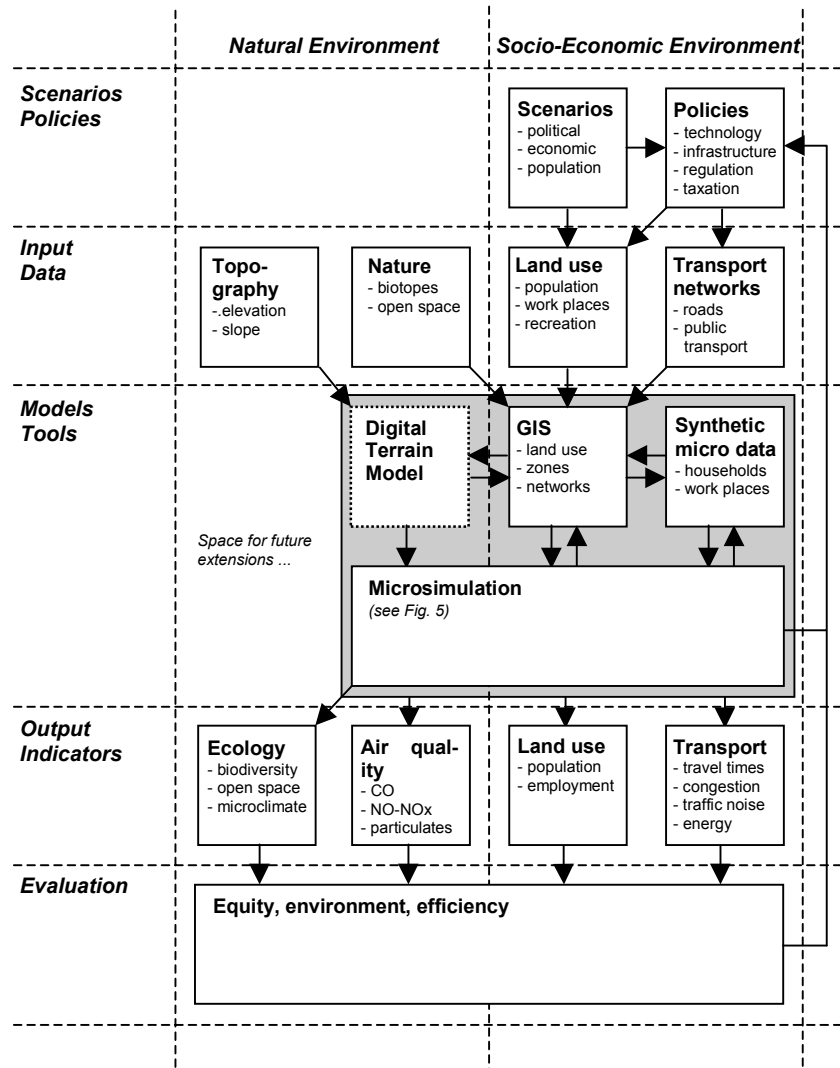 Natural Environment
Socio-Economic Environment
Scenarios
Policies
Scenarios
- political
- economic
- population
Policies
- technology
- infrastructure
- regulation
- taxation
Input
Data
Topo-
graphy
-.elevation
- slope
Nature
- biotopes
- open space
Land use
- population
- work places
- recreation
Transport
networks
- roads
- public
transport
Models
Tools
Digital
Terrain
Model
GIS
- land use
- zones
- networks
Synthetic
micro data
- households
- work places
Space for future
extensions ...
Microsimulation
(see Fig. 5)
Output
Indicators
Ecology
- biodiversity
- open space
- microclimate
Air qual-
ity
- CO
- NO-NOx
- particulates
Land use
- population
- employment
Transport
- travel times
- congestion
- traffic noise
- energy
Evaluation
Equity, environment, efficiency